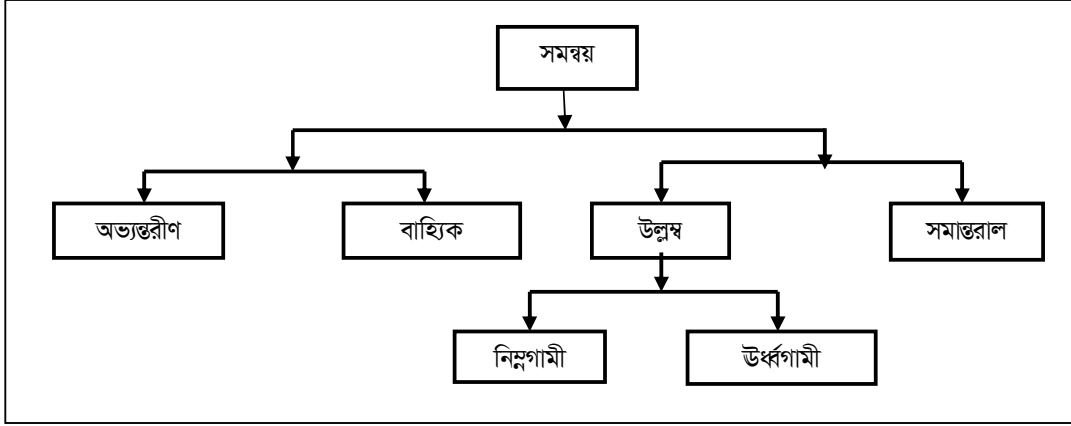 সমন্বয়
অভ্যন্তরীণ
বাহ্যিক
উল্লম্ব
সমান্তরাল
নিম্নগামী
ঊর্ধ্বগামী